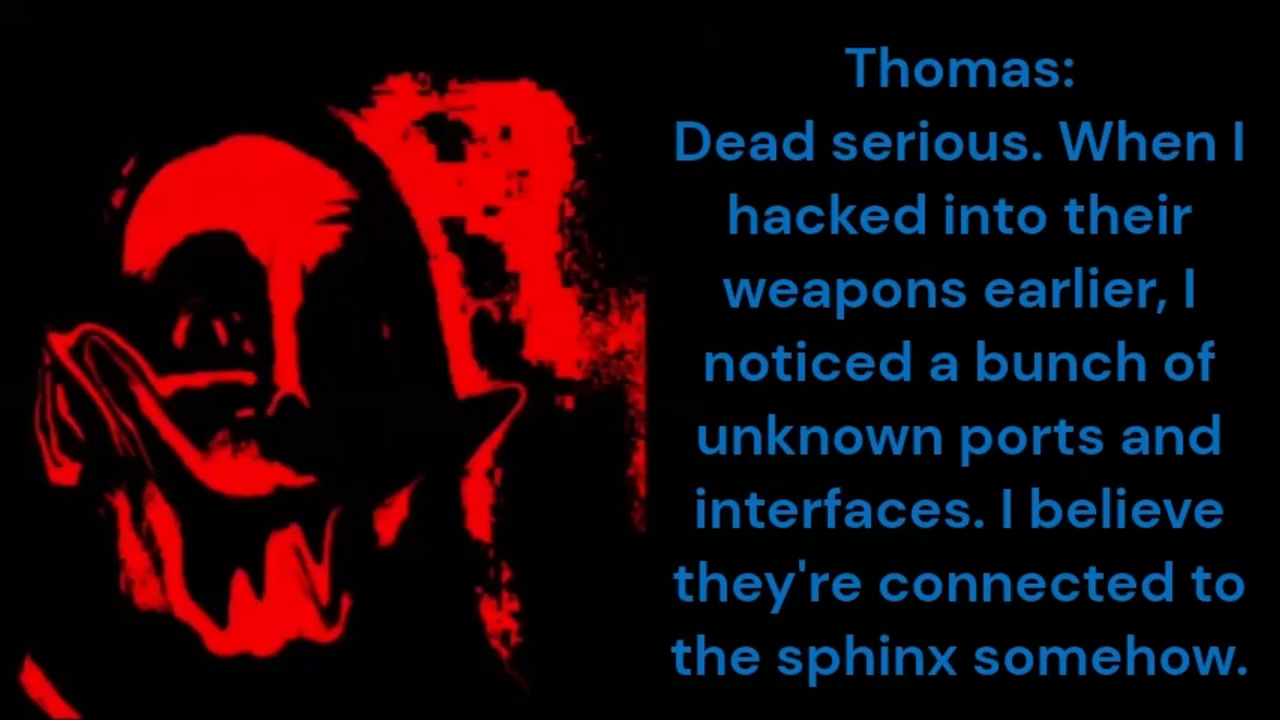 Thomas:
Dead serious. When I
hacked into their
weapons earlier, I
noticed a bunch of
unknown ports and
interfaces. I believe
they're connected to
the sphinx somehow.